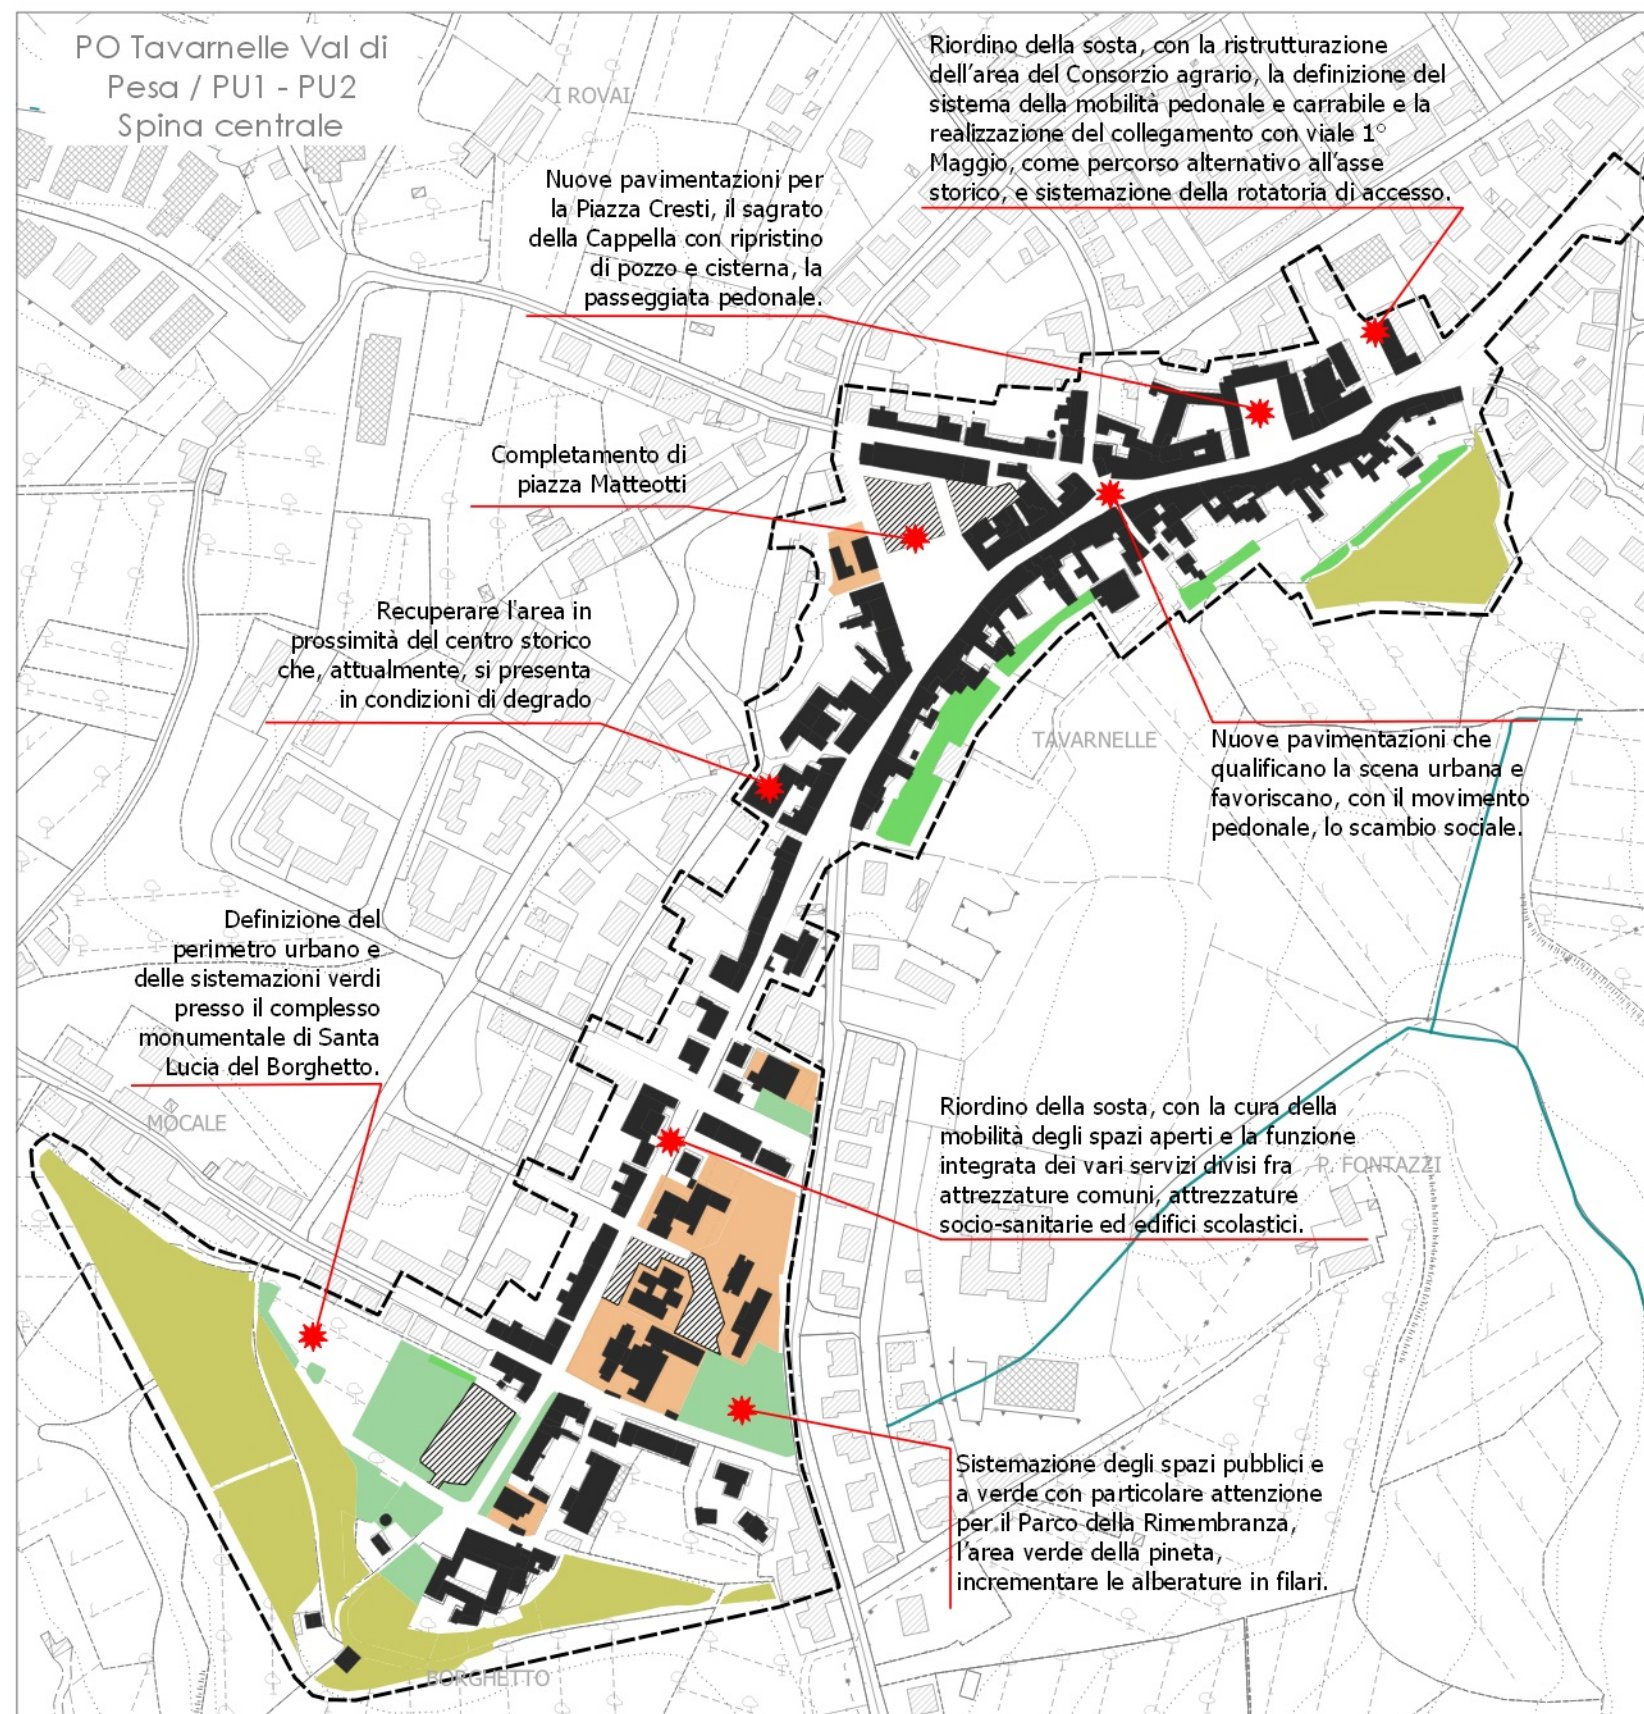 PO Tavarnelle Val di
Pesa / PU1 - PU2
Spina centrale
I ROVAI
Riordino della sosta, con la ristrutturazione
dell'area del Consorzio agrario, la definizione del
sistema della mobilità pedonale e carrabile e la
realizzazione del collegamento con viale 1°
Maggio, come percorso alternativo all'asse
storico, e sistemazione della rotatoria di accesso.
Nuove pavimentazioni per
la Piazza Cresti, il sagrato
della Cappella con ripristino
di pozzo e cisterna, la
passeggiata pedonale.
Completamento di
piazza Matteotti
Recuperare l'area in
prossimità del centro storico
che, attualmente, si presenta
in condizioni di degrado
TAVARNELLE
Nuove pavimentazioni che
qualificano la scena urbana e
favoriscano, con il movimento
pedonale, lo scambio sociale.
Definizione del
perimetro urbano e
delle sistemazioni verdi
presso il complesso
monumentale di Santa
Lucia del Borghetto.
MOCALE
Riordino della sosta, con la cura della
mobilità degli spazi aperti e la funzione
integrata dei vari servizi divisi fra
attrezzature comuni, attrezzature
socio-sanitarie ed edifici scolastici.
P. FONTAZZI
Sistemazione degli spazi pubblici e
a verde con particolare attenzione
per il Parco della Rimembranza,
l'area verde della pineta,
incrementare le alberature in filari.
BORGHETTO